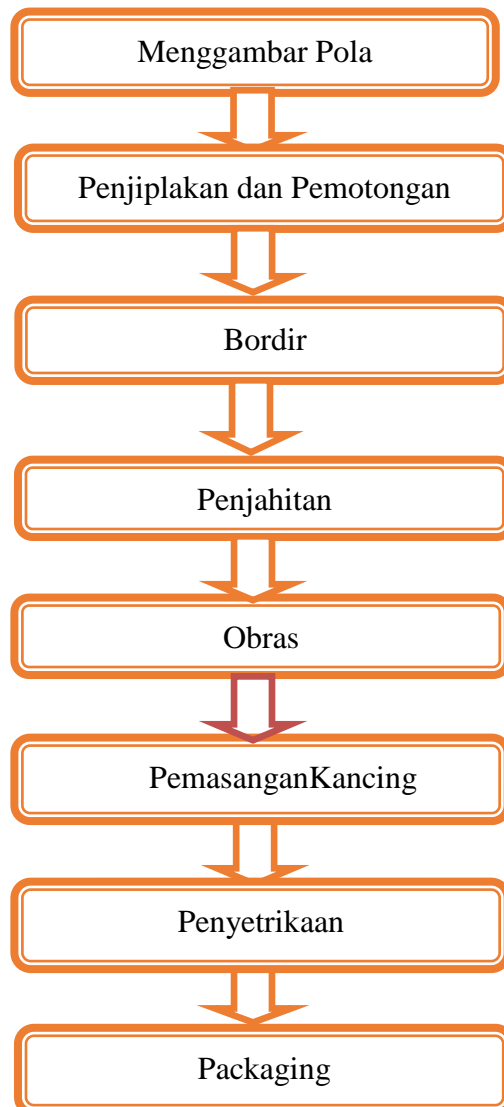 Menggambar Pola
Penjiplakan dan Pemotongan
Bordir
Penjahitan
Obras
PemasanganKancing
Penyetrikaan
Packaging